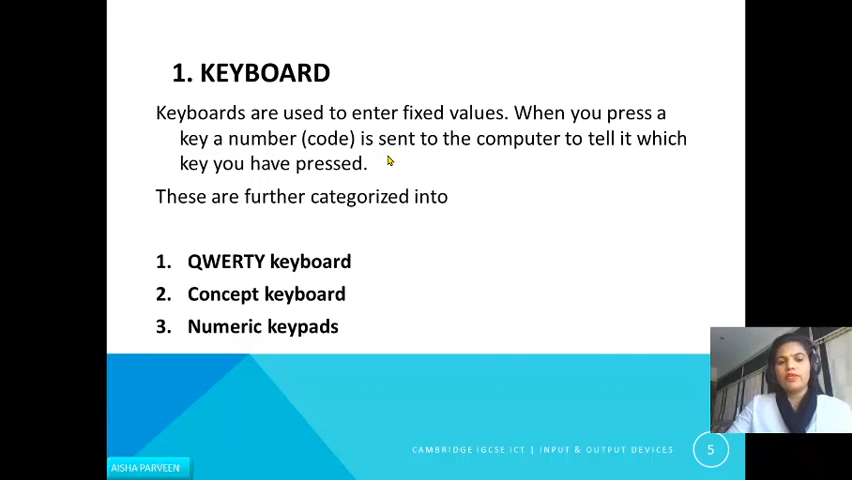 1. KEYBOARD
Keyboards are used to enter fixed values. When you press a
key a number (code) is sent to the computer to tell it which
key you have pressed.
These are further categorized into
1. QWERTY keyboard
2. Concept keyboard
3. Numeric keypads
CAMBRIDGE IGCSE ICT | INPUT & OUTPUT DEVICES
5
AISHA PARVEEN